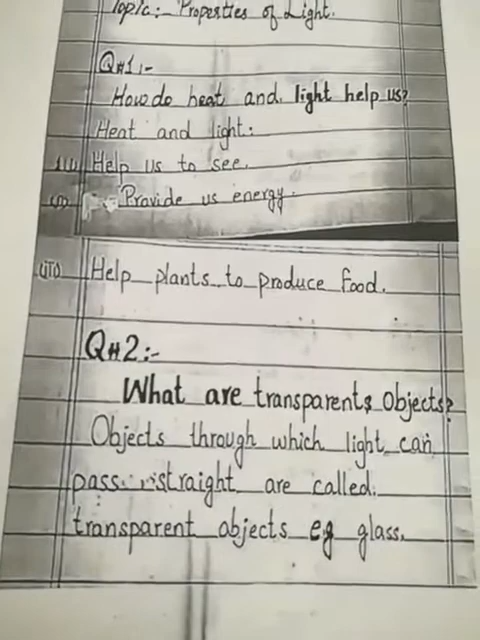 Topic:- Properties of Light.
Q#1:-
How do heat and light help us?
Heat and light:
(i) Help us to see.
(ii) Provide us energy.
(iii) Help plants to produce food.
Q#2:-
What are transparents objects?
Objects through which light can
pass straight are called
transparent objects eg glass.